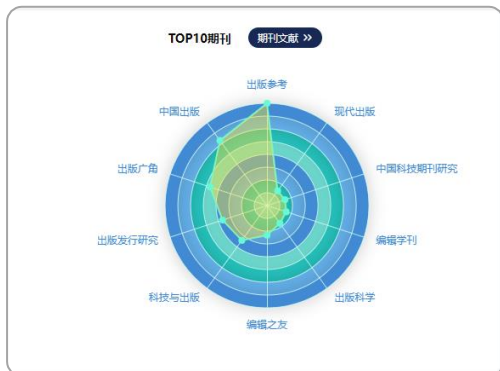 TOP10期刊 期刊文献 >>
出版参考
中国出版 现代出版
出版广角 中国科技期刊研究
出版发行研究 编辑学刊
科技与出版 出版科学
编辑之友